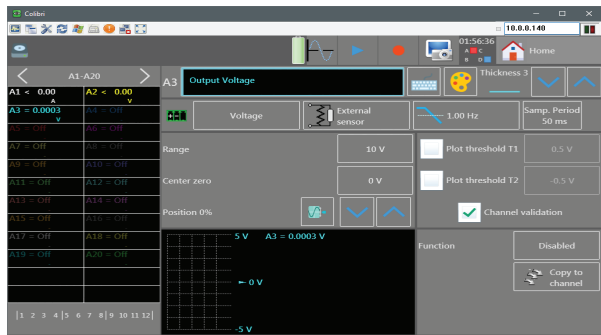 Colibri
10.0.0.140
01:56:36
A C
B D
Home
A1-A20
A1 < 0.00
A
A2 < 0.00
V
A3 = 0.0003
V
A4 = Off
A5 = Off
A6 = Off
A7 = Off
A8 = Off
A9 = Off
A10 = Off
A11 = Off
A12 = Off
A13 = Off
A14 = Off
A15 = Off
A16 = Off
A17 = Off
A18 = Off
A19 = Off
A20 = Off
|1 2 3 4|5 6 7 8|9 10 11 12|
A3
Output Voltage
Thickness 3
Voltage
External
sensor
1.00 Hz
Samp. Period
50 ms
Range
10 V
Center zero
0 V
Position 0%
Plot threshold T1
0.5 V
Plot threshold T2
-0.5 V
Channel validation
5 V
A3 = 0.0003 V
0 V
-5 V
Function
Disabled
Copy to
channel